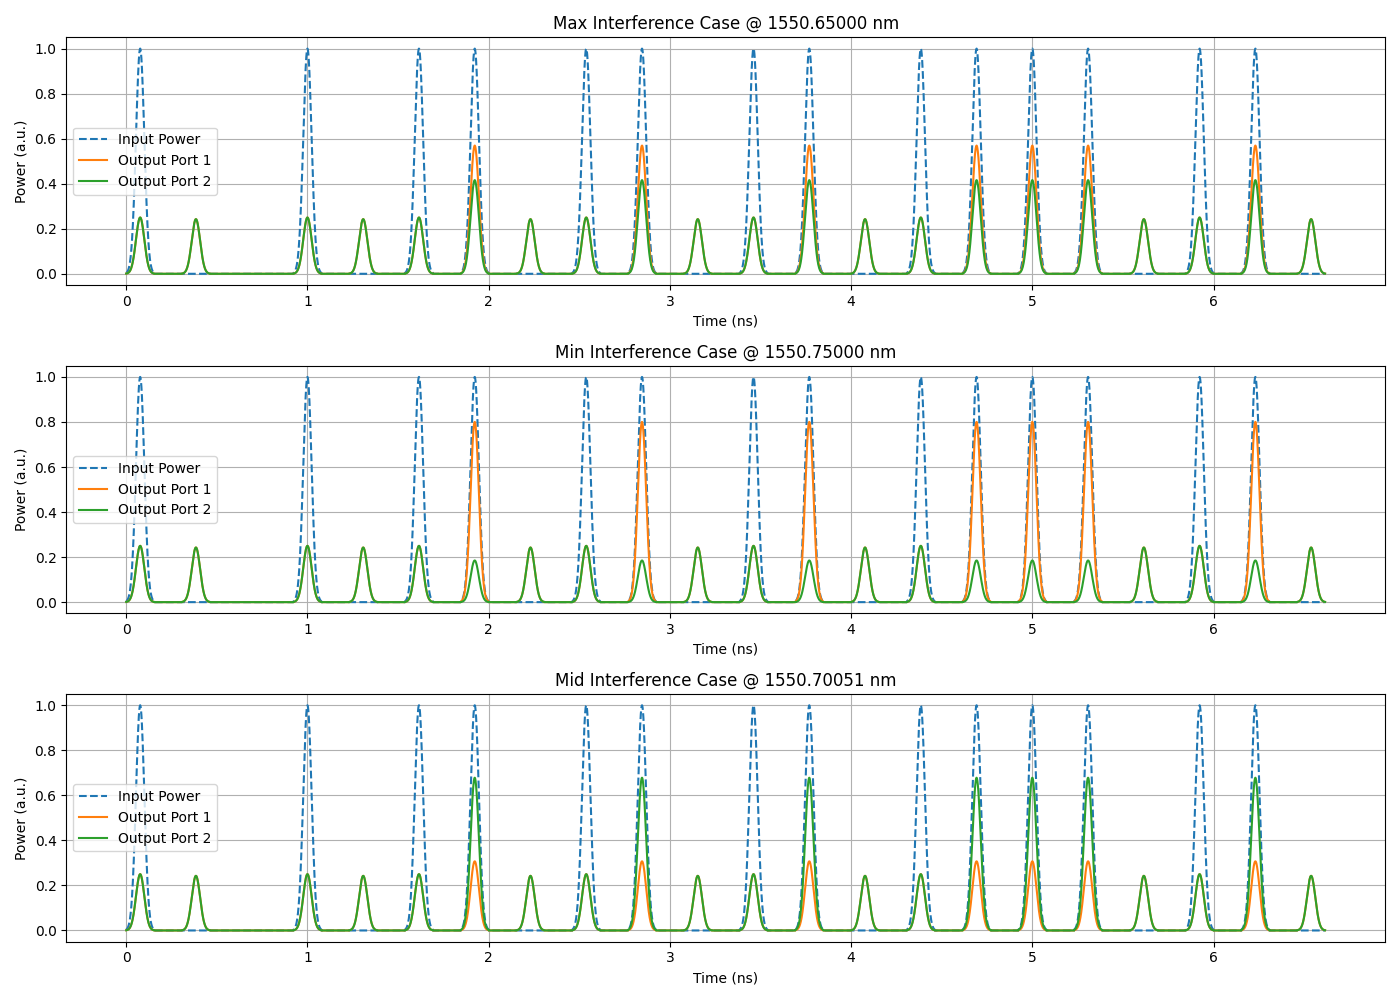 Max Interference Case @ 1550.65000 nm
Power (a.u.)
1.0
0.8
0.6
0.4
0.2
0.0
Input Power
Output Port 1
Output Port 2
0 1 2 3 4 5 6
Time (ns)
Min Interference Case @ 1550.75000 nm
Power (a.u.)
1.0
0.8
0.6
0.4
0.2
0.0
Input Power
Output Port 1
Output Port 2
0 1 2 3 4 5 6
Time (ns)
Mid Interference Case @ 1550.70051 nm
Power (a.u.)
1.0
0.8
0.6
0.4
0.2
0.0
Input Power
Output Port 1
Output Port 2
0 1 2 3 4 5 6
Time (ns)